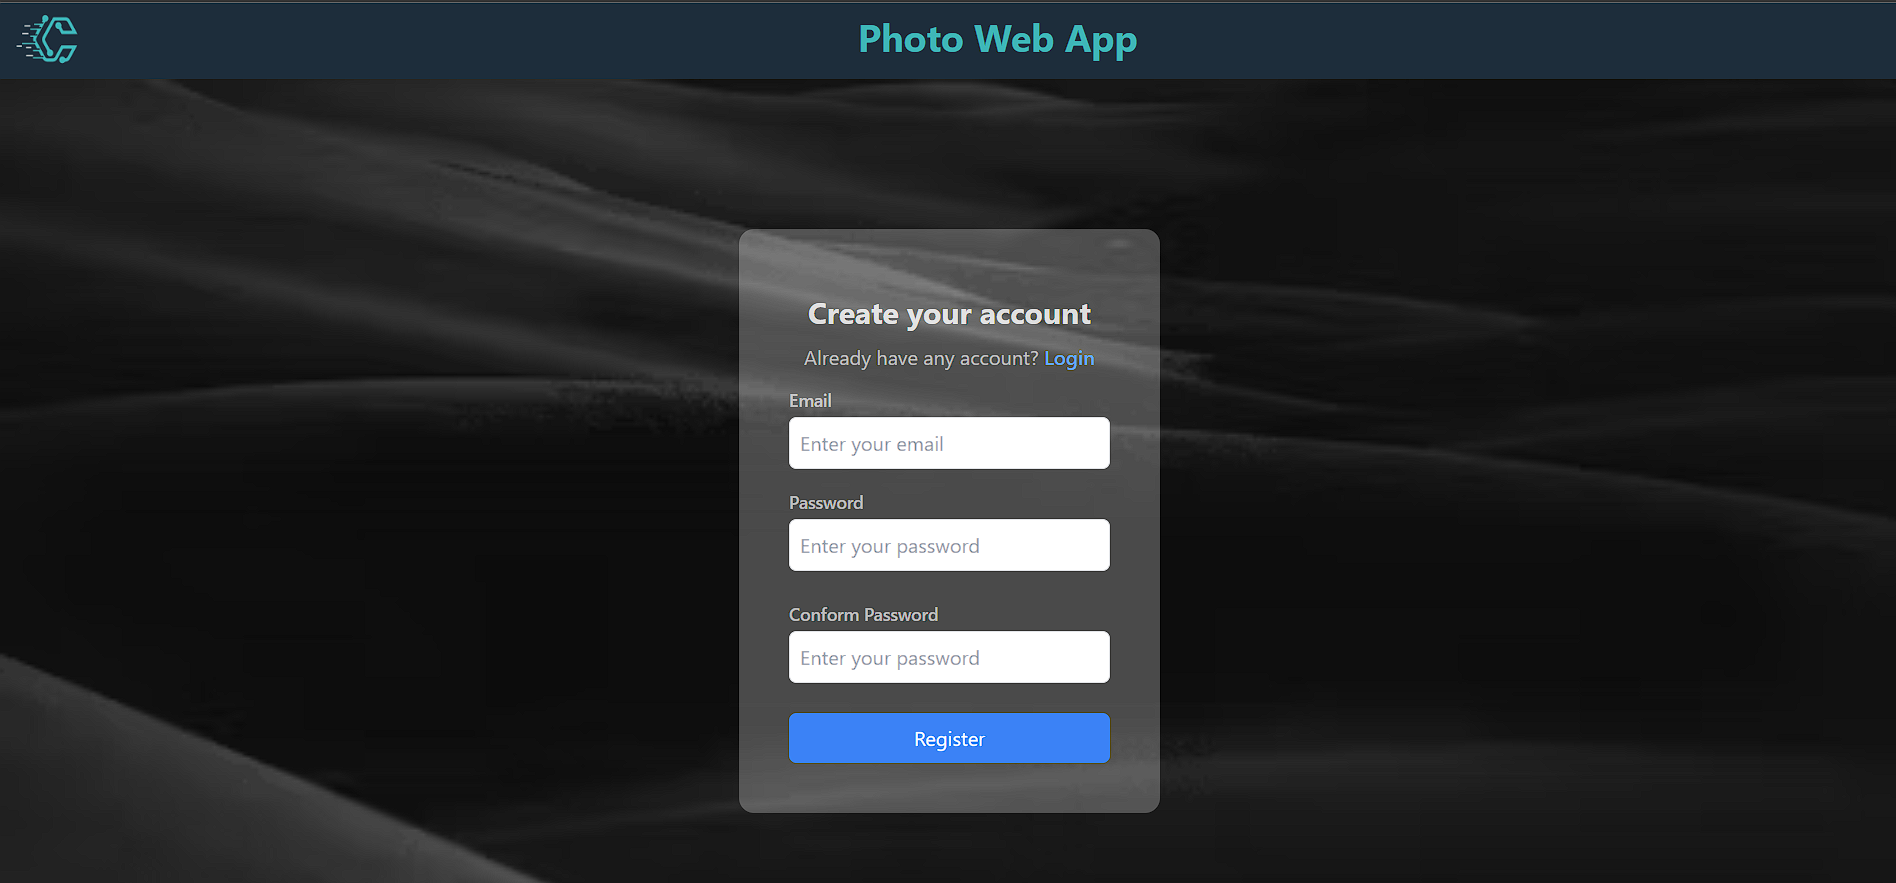 Photo Web App
Create your account
Already have any account? Login
Email
Enter your email
Password
Enter your password
Conform Password
Enter your password
Register